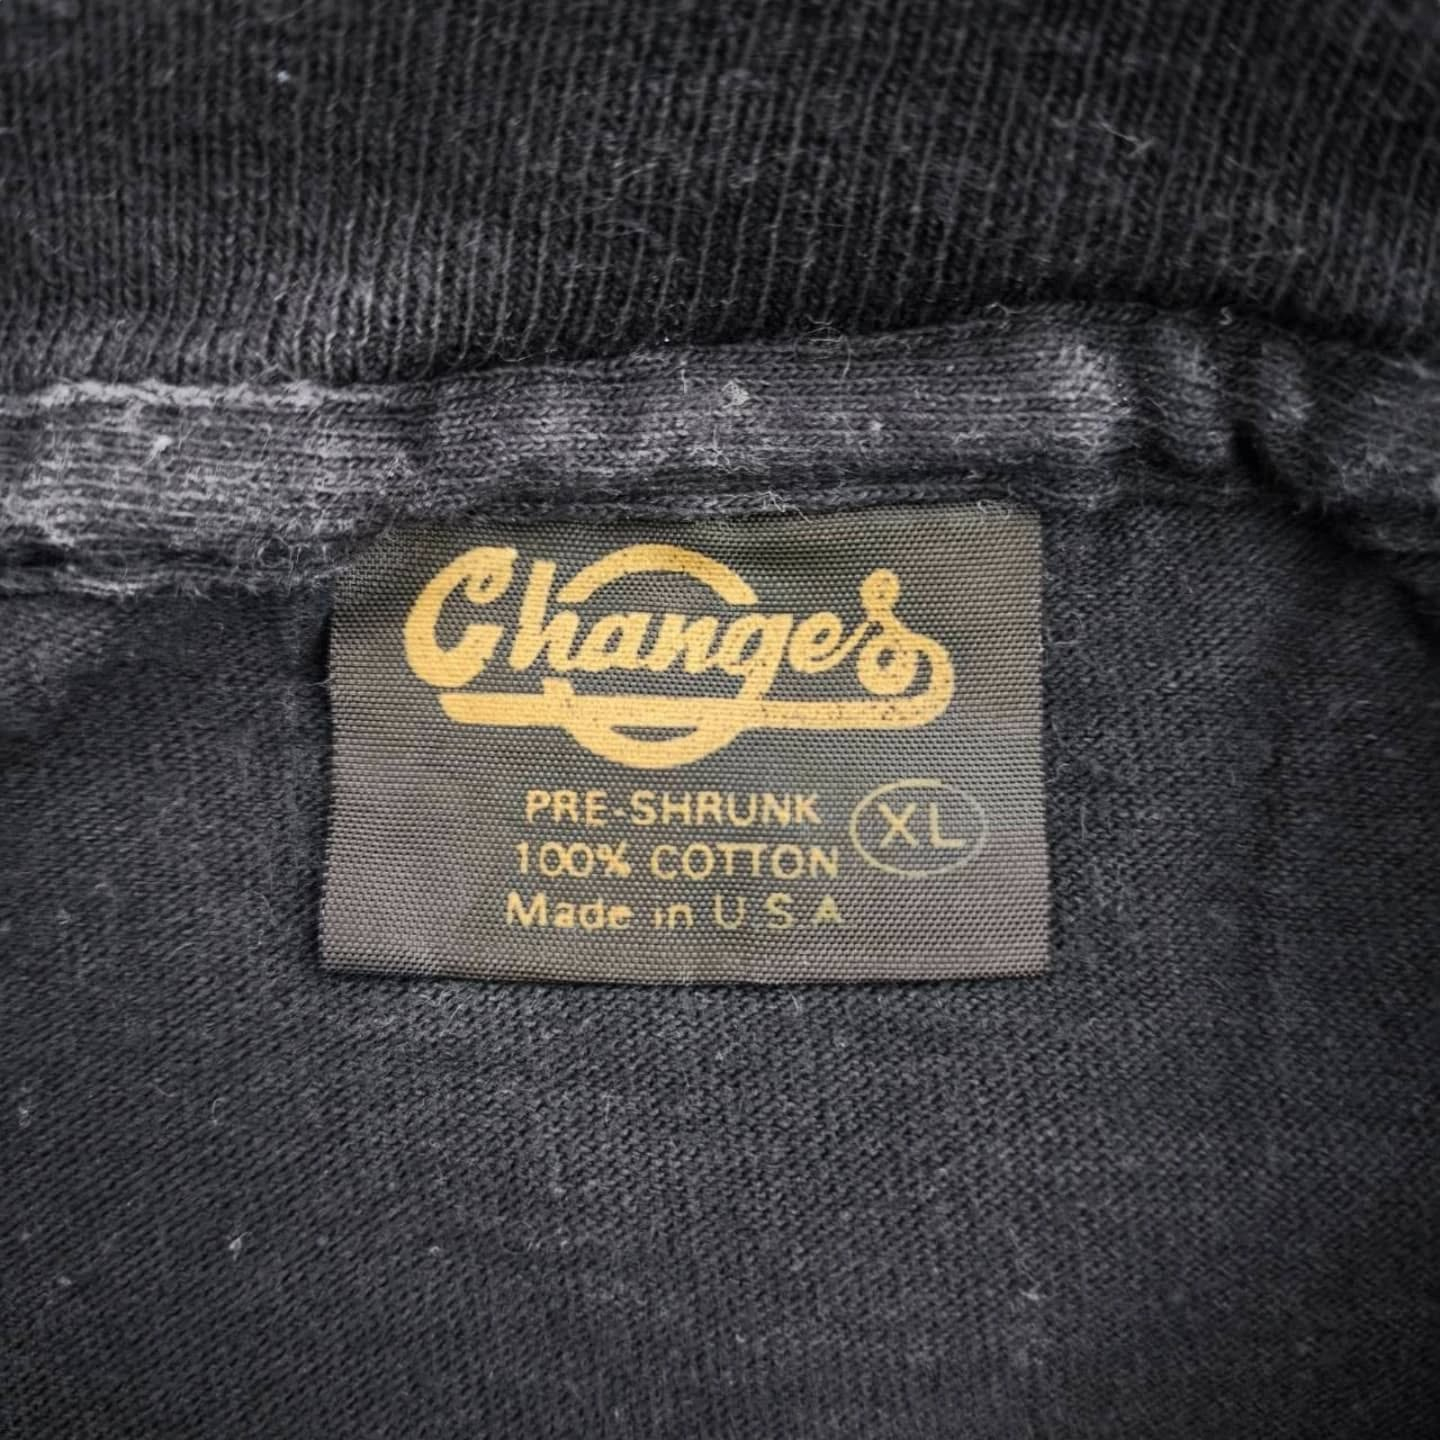 Changes
PRE-SHRUNK
XL
100% COTTON
Made in U S A